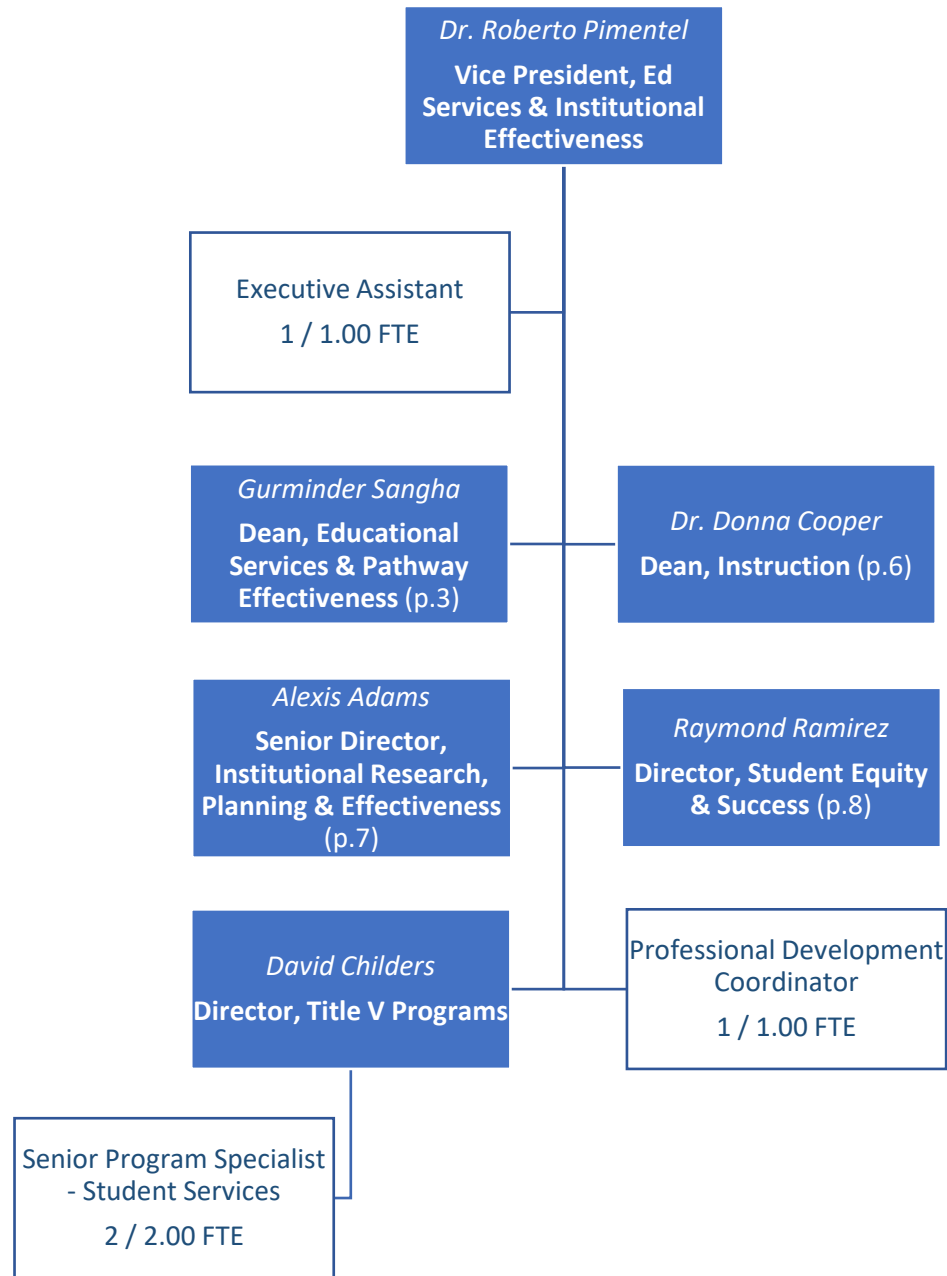 Dr. Roberto Pimentel
Vice President, Ed
Services & Institutional
Effectiveness
Executive Assistant
1 / 1.00 FTE
Gurminder Sangha
Dean, Educational
Services & Pathway
Effectiveness (p.3)
Dr. Donna Cooper
Dean, Instruction (p.6)
Alexis Adams
Senior Director,
Institutional Research,
Planning & Effectiveness
(p.7)
Raymond Ramirez
Director, Student Equity
& Success (p.8)
David Childers
Director, Title V Programs
Professional Development
Coordinator
1 / 1.00 FTE
Senior Program Specialist
- Student Services
2 / 2.00 FTE